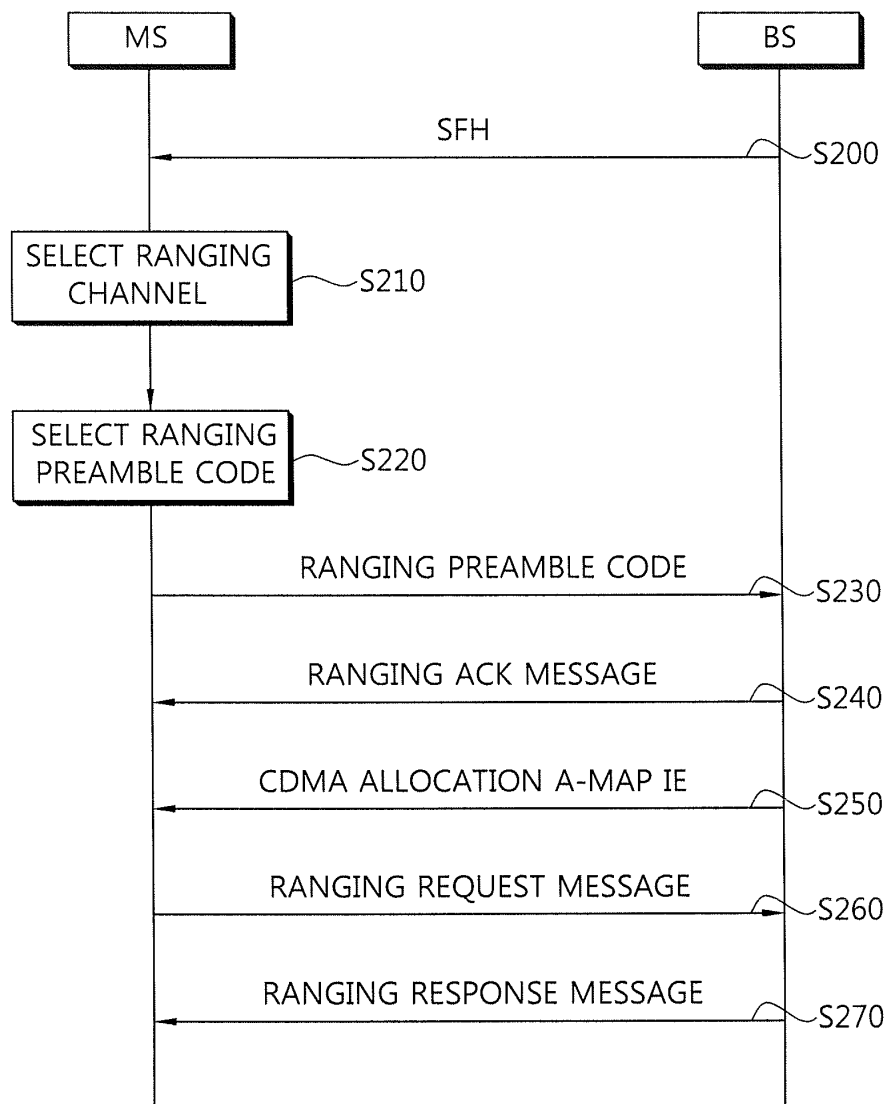 MS
BS
SFH
S200
SELECT RANGING
CHANNEL
S210
SELECT RANGING
PREAMBLE CODE
S220
RANGING PREAMBLE CODE
S230
RANGING ACK MESSAGE
S240
CDMA ALLOCATION A-MAP IE
S250
RANGING REQUEST MESSAGE
S260
RANGING RESPONSE MESSAGE
S270